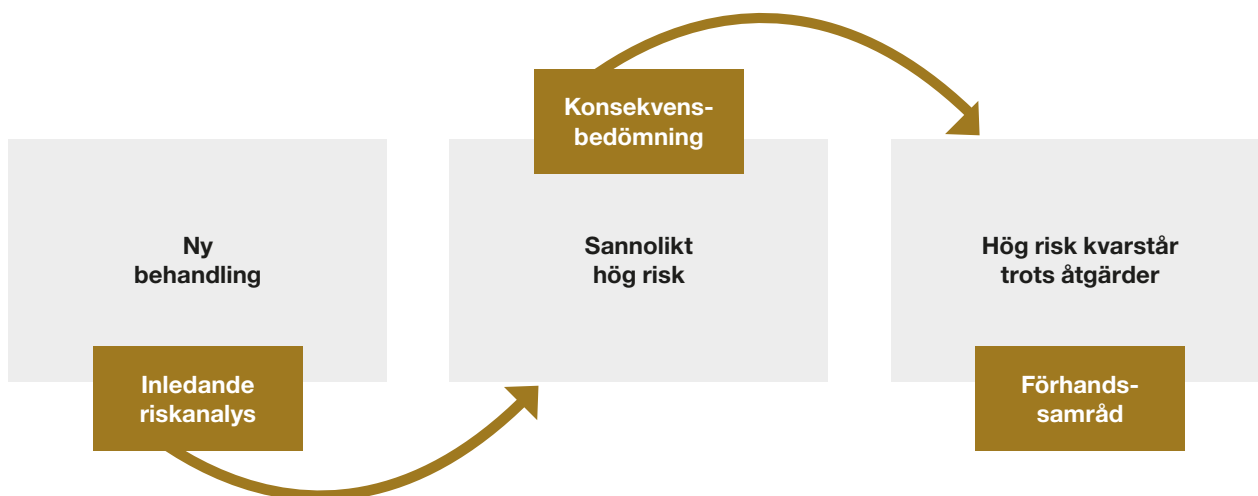 Ny
behandling
Inledande
riskanalys
Konsekvens-
bedömning
Sannolikt
hög risk
Hög risk kvarstår
trots åtgärder
Förhands-
samråd